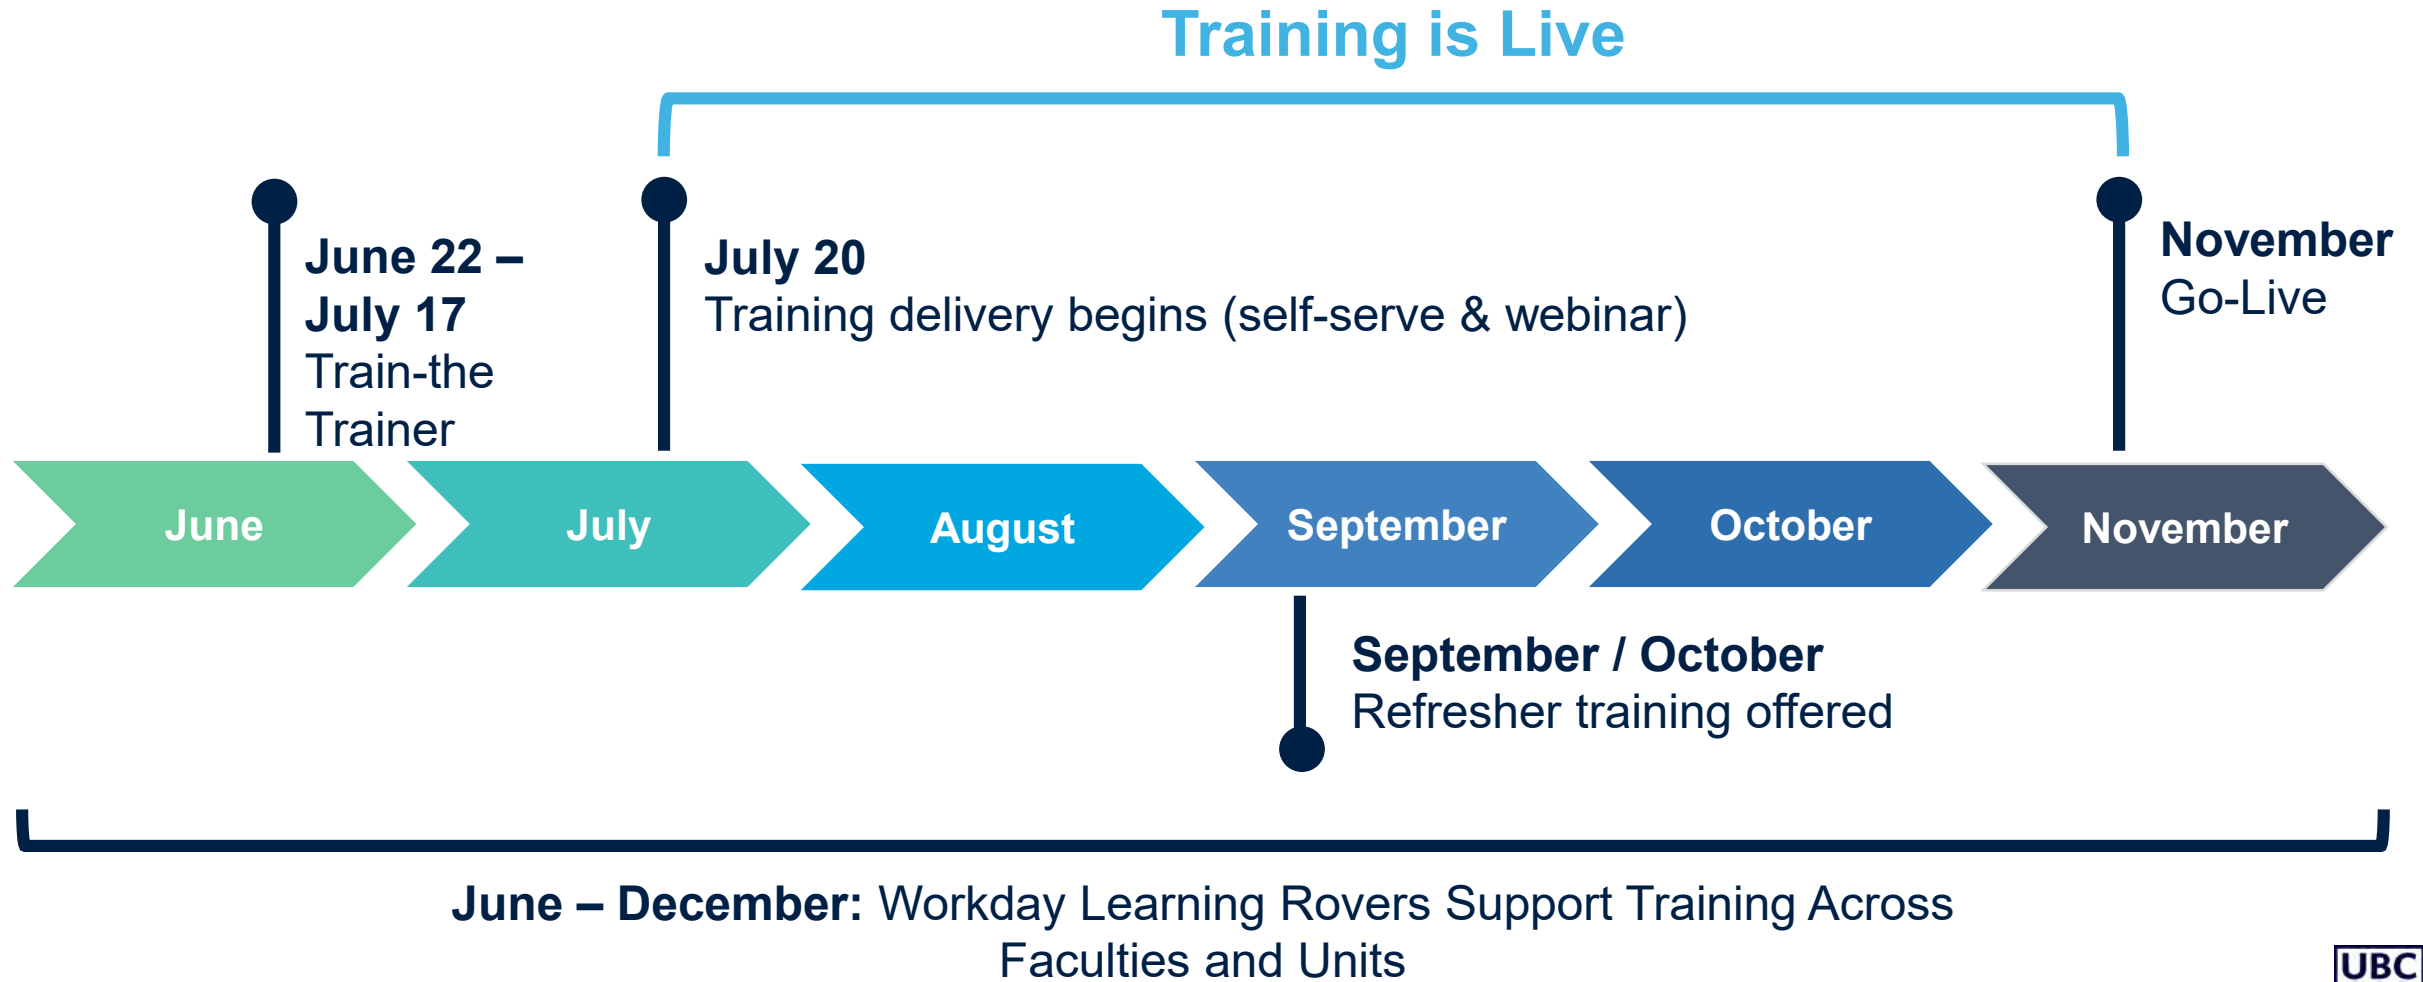 Training is Live
June 22 –
July 17
Train-the
Trainer
July 20
Training delivery begins (self-serve & webinar)
November
Go-Live
June
July
August
September
October
November
September / October
Refresher training offered
June – December: Workday Learning Rovers Support Training Across
Faculties and Units
UBC